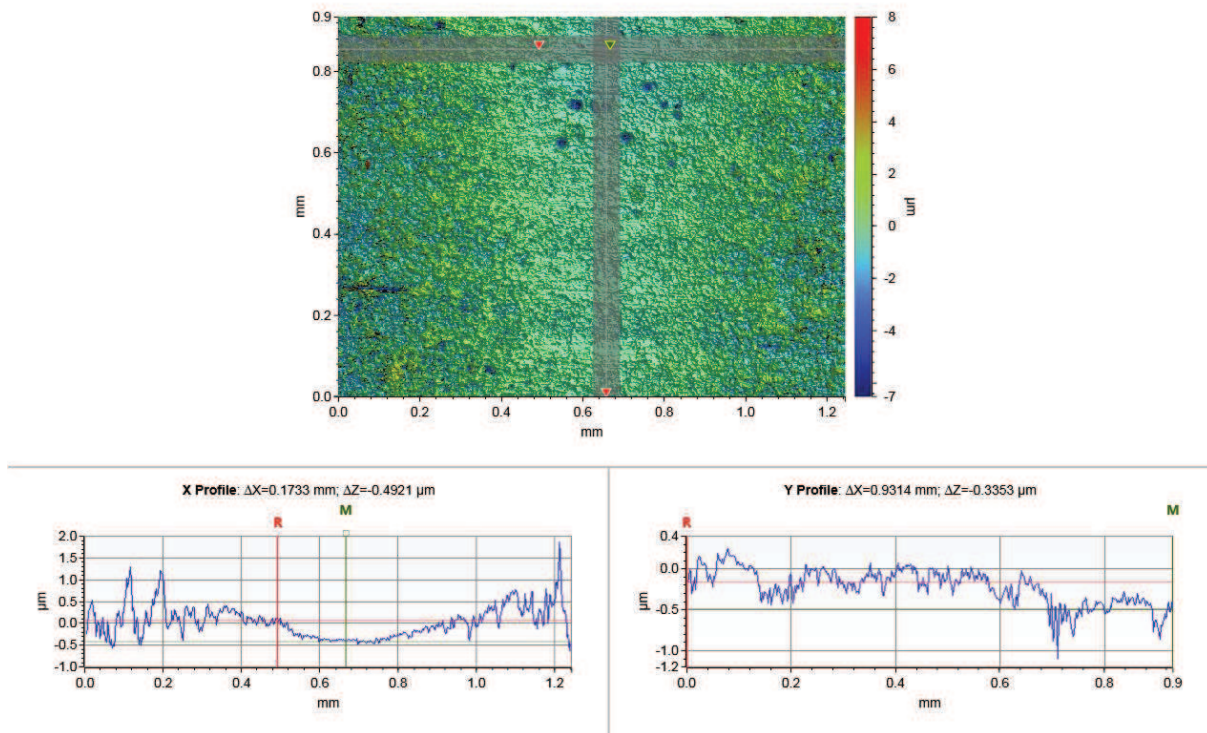 0.9
0.8
0.6
0.4
0.2
0.0
mm
0.0 0.2 0.4 0.6 0.8 1.0 1.2
mm
8
6
4
2
0
-2
-4
-7
µm
X Profile: ΔX=0.1733 mm; ΔZ=-0.4921 µm
R M
2.0
1.5
1.0
0.5
0.0
-0.5
-1.0
µm
0.0 0.2 0.4 0.6 0.8 1.0 1.2
mm
Y Profile: ΔX=0.9314 mm; ΔZ=-0.3353 µm
R M
0.4
0.0
-0.5
-1.0
-1.2
µm
0.0 0.2 0.4 0.6 0.8 0.9
mm